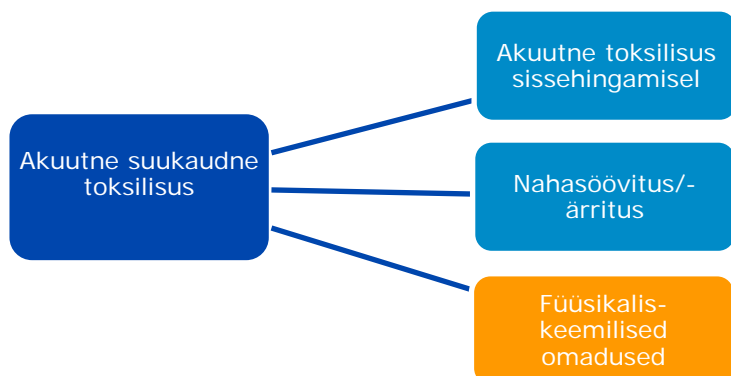 Akuutne toksilisus
sissehingamisel
Akuutne suukaudne
toksilisus
Nahasöövitus/-
ärritus
Füüsikalis-
keemilised
omadused